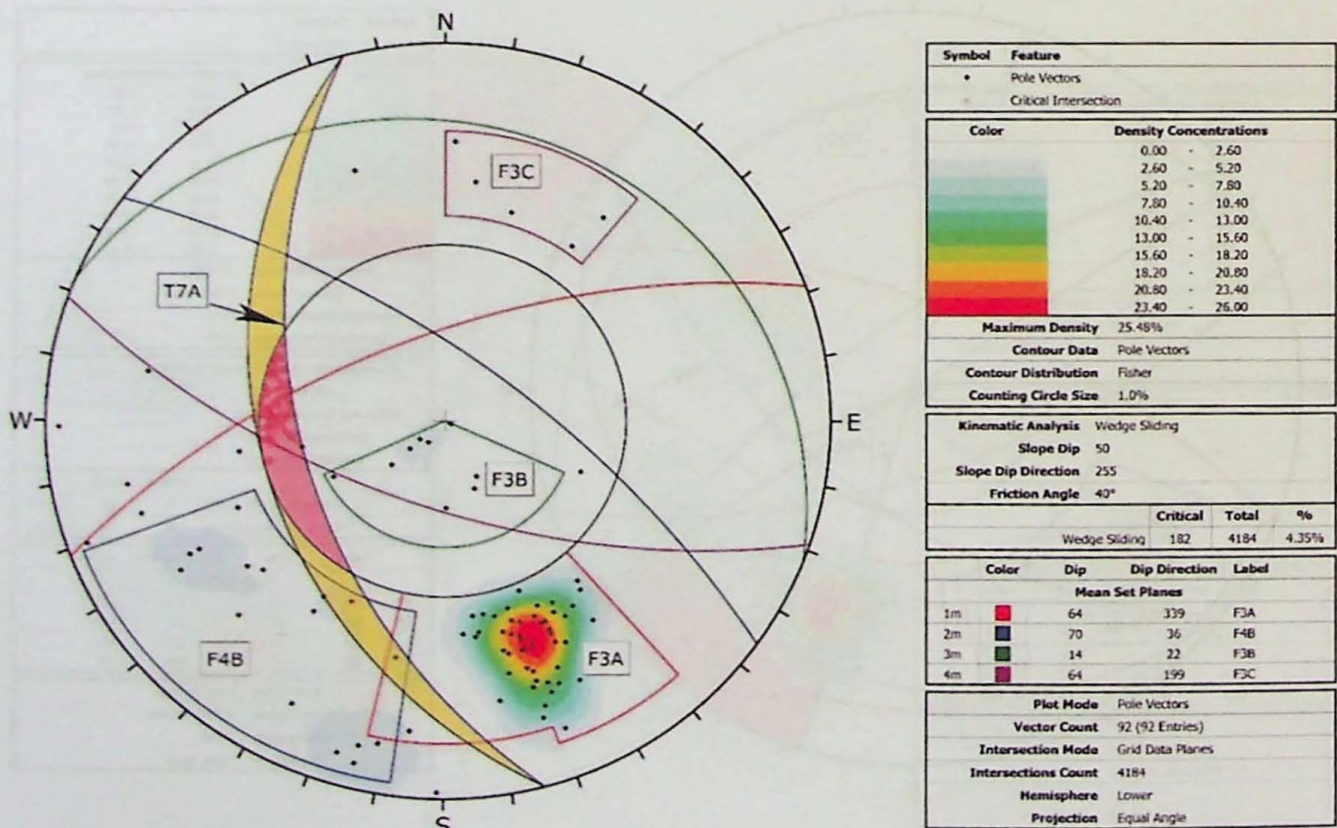 N
F3C
T7A
W
E
F3B
F4B
F3A
S
Symbol Feature
Pole Vectors
Critical Intersection
Color Density Concentrations
0.00 - 2.60
2.60 - 5.20
5.20 - 7.80
7.80 - 10.40
10.40 - 13.00
13.00 - 15.60
15.60 - 18.20
18.20 - 20.80
20.80 - 23.40
23.40 - 26.00
Maximum Density 25.48%
Contour Data Pole Vectors
Contour Distribution Fisher
Counting Circle Size 1.0%
Kinematic Analysis Wedge Sliding
Slope Dip 50
Slope Dip Direction 255
Friction Angle 40°
Critical Total %
Wedge Sliding 182 4184 4.35%
Color Dip Dip Direction Label
Mean Set Planes
1m 64 339 F3A
2m 70 36 F4B
3m 14 22 F3B
4m 64 199 F3C
Plot Mode Pole Vectors
Vector Count 92 (92 Entries)
Intersection Mode Grid Data Planes
Intersections Count 4184
Hemisphere Lower
Projection Equal Angle